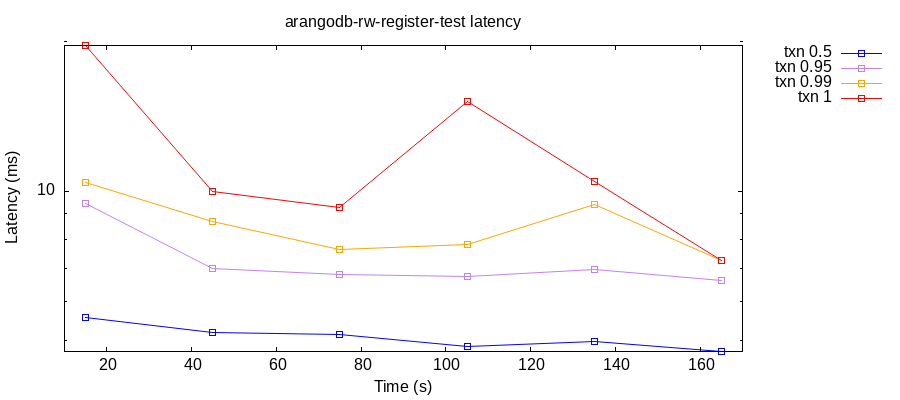 arangodb-rw-register-test latency
txn 0.5
txn 0.95
txn 0.99
txn 1
Latency (ms)
10
20 40 60 80 100 120 140 160
Time (s)